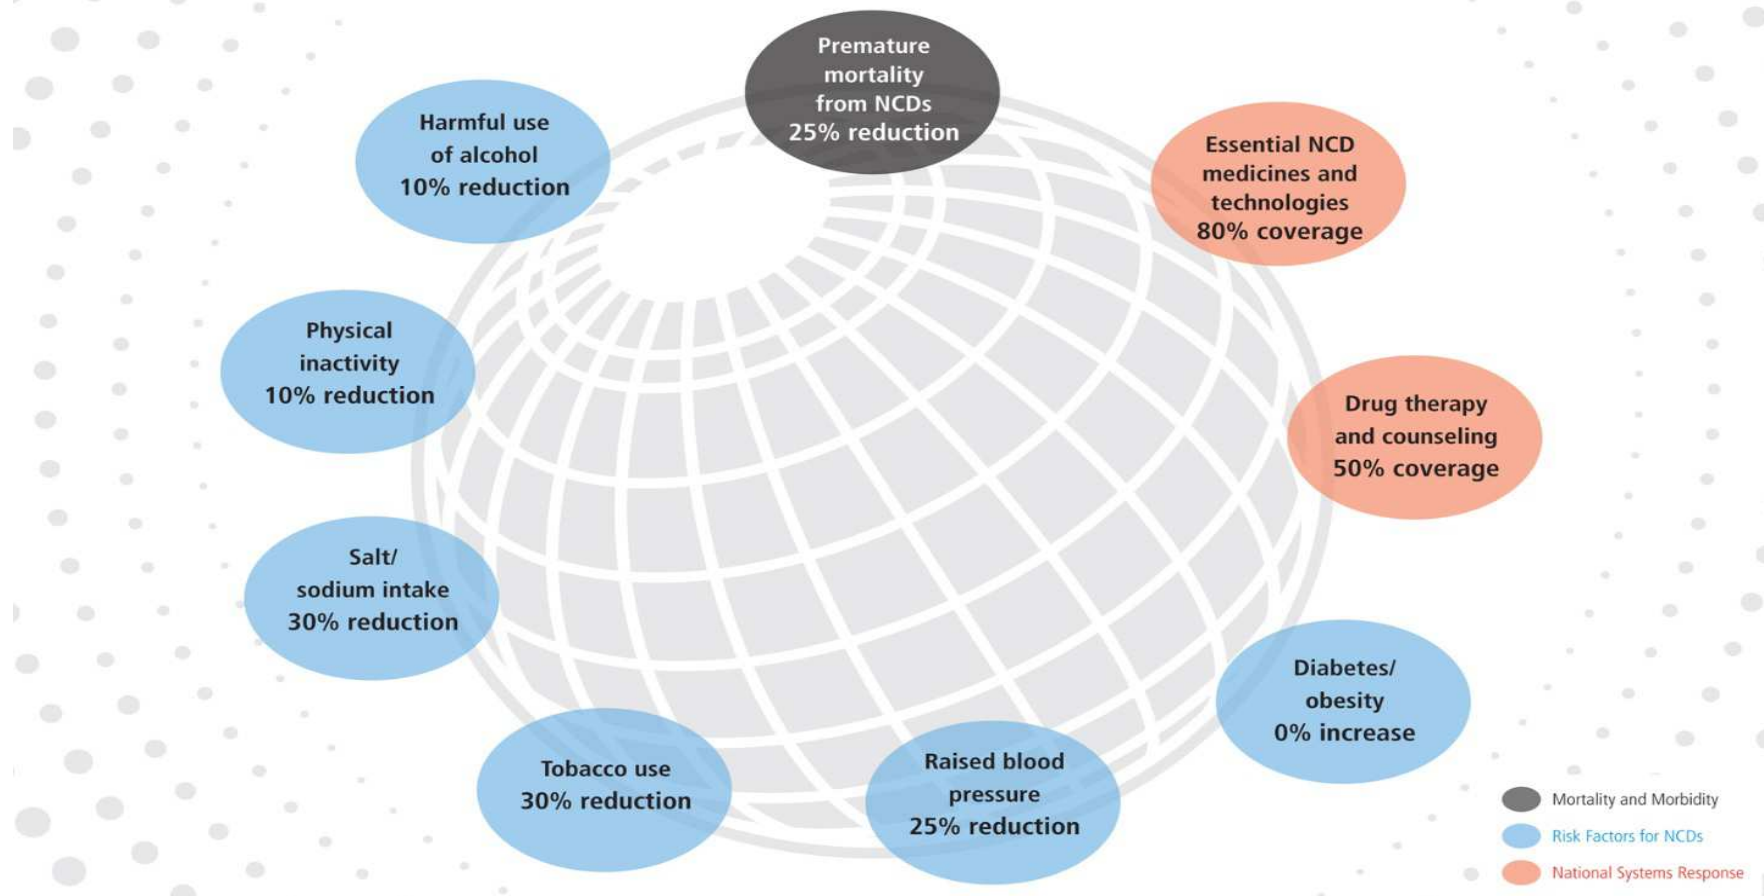 Premature
mortality
from NCDs
25% reduction
Harmful use
of alcohol
10% reduction
Essential NCD
medicines and
technologies
80% coverage
Physical
inactivity
10% reduction
Drug therapy
and counseling
50% coverage
Salt/
sodium intake
30% reduction
Diabetes/
obesity
0% increase
Tobacco use
30% reduction
Raised blood
pressure
25% reduction
Mortality and Morbidity
Risk Factors for NCDs
National Systems Response